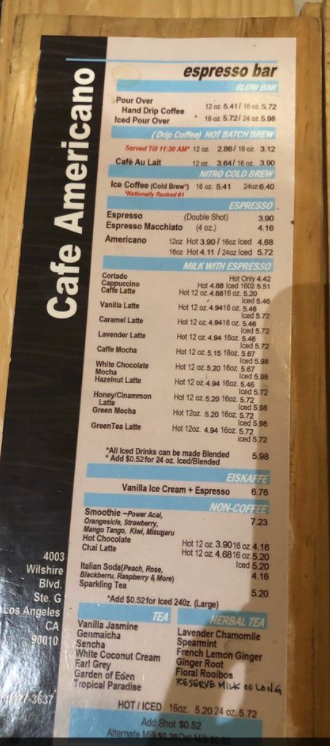 Cafe Americano
espresso bar
SLOW BAR
Pour Over
Hand Drip Coffee 12 oz. 5.41/ 16 oz. 5.72
Iced Pour Over * 16 oz 5.72/ 24 oz 5.98
(Drip Coffee) HOT BATCH BREW
Served Till 11:30 AM* 12 oz. 2.86/ 16 oz. 3.12
Café Au Lait 12 oz. 3.64/ 16 oz. 3.90
NITRO COLD BREW
Ice Coffee (Cold Brew*) 16 oz. 5.41 24oz 6.40
*Nationally Ranked #1
ESPRESSO
Espresso (Double Shot) 3.90
Espresso Macchiato (4 oz.) 4.16
Americano 12oz Hot 3.90 / 16oz Iced 4.68
16oz Hot 4.11 / 24oz Iced 5.72
MILK WITH ESPRESSO
Cortado Hot Only 4.42
Cappuccino Hot 4.88 Iced 16oz 5.51
Caffe Latte Hot 12 oz. 4.68 16 oz. 5.20
Iced 5.46
Vanilla Latte Hot 12 oz. 4.94 16 oz. 5.46
Iced 5.72
Caramel Latte Hot 12 oz. 4.94 16 oz. 5.46
Iced 5.72
Lavender Latte Hot 12 oz. 4.94 16oz. 5.46
Iced 5.72
Caffe Mocha Hot 12 oz. 5.15 16oz. 5.67
Iced 5.98
White Chocolate Hot 12 oz. 5.20 16oz. 5.67
Mocha Iced 5.98
Hazelnut Latte Hot 12 oz. 4.94 16oz. 5.46
Iced 5.72
Honey/Cinammon Hot 12oz. 5.20 16oz. 5.72
Latte Iced 5.98
Green Mocha Hot 12oz. 5.20 16oz. 5.72
Iced 5.98
GreenTea Latte Hot 12oz. 4.94 16oz. 5.72
Iced 5.72
*All Iced Drinks can be made Blended 5.98
* Add $0.52 for 24 oz. Iced/Blended
EISKAFFE
Vanilla Ice Cream + Espresso 6.76
NON-COFFEE
Smoothie –Power Acai, 7.23
Orangesicle, Strawberry,
Mango Tango, Kiwi, Misugaru
Hot Chocolate Hot 12 oz. 3.90 16 oz 4.16
Chai Latte Hot 12 oz. 4.68 16 oz. 5.20
Iced 5.20
Italian Soda(Peach, Rose, 4.16
Blackberry, Raspberry & More)
Sparkling Tea 5.20
*Add $0.52 for Iced 24oz. (Large)
4003
Wilshire
Blvd.
Ste. G
Los Angeles
CA
90010
-3637
TEA
Vanilla Jasmine
Genmaicha
Sencha
White Coconut Cream
Earl Grey
Garden of Eden
Tropical Paradise
HERBAL TEA
Lavender Chamomile
Spearmint
French Lemon Ginger
Ginger Root
Floral Rooibos
RESERVE MILK OO LONG
HOT / ICED 16oz. 5.20 24 oz. 5.72
Add Shot $0.52